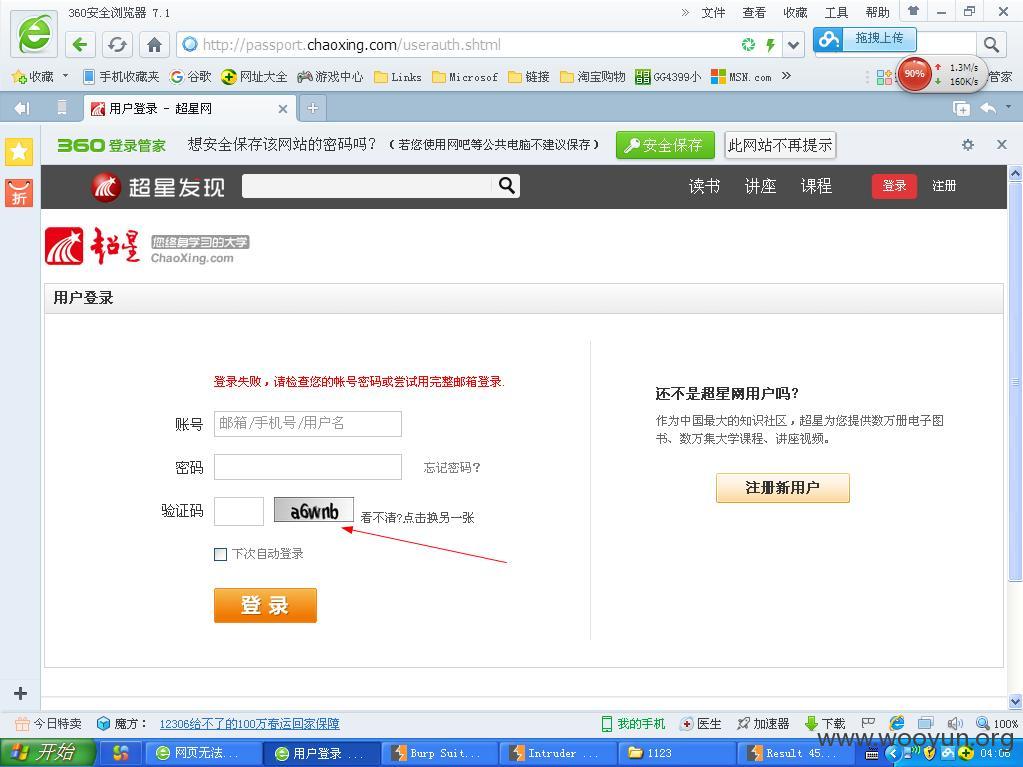 360安全浏览器 7.1
» 文件 查看 收藏 工具 帮助
http://passport.chaoxing.com/userauth.shtml
拖拽上传
收藏 手机收藏夹 谷歌 网址大全 游戏中心 Links Microsof 链接 淘宝购物 GG4399小 MSN.com »
90% 1.3M/s 160K/s 管家
用户登录 - 超星网
360 登录管家 想安全保存该网站的密码吗？（若您使用网吧等公共电脑不建议保存） 安全保存 此网站不再提示
折
超星发现 读书 讲座 课程 登录 注册
超星 您终身学习的大学
ChaoXing.com
用户登录
登录失败，请检查您的帐号密码或尝试用完整邮箱登录.
账号 邮箱/手机号/用户名
密码 忘记密码?
验证码 a6wnb 看不清?点击换另一张
下次自动登录
登 录
还不是超星网用户吗?
作为中国最大的知识社区，超星为您提供数万册电子图
书、数万集大学课程、讲座视频。
注册新用户
今日特卖 魔方： 12306给不了的100万春运回家保障 我的手机 医生 加速器 下载 100%
www.wooyun.org
开始 网页无法... 用户登录 ... Burp Suit... Intruder ... 1123 Result 45... 04:06